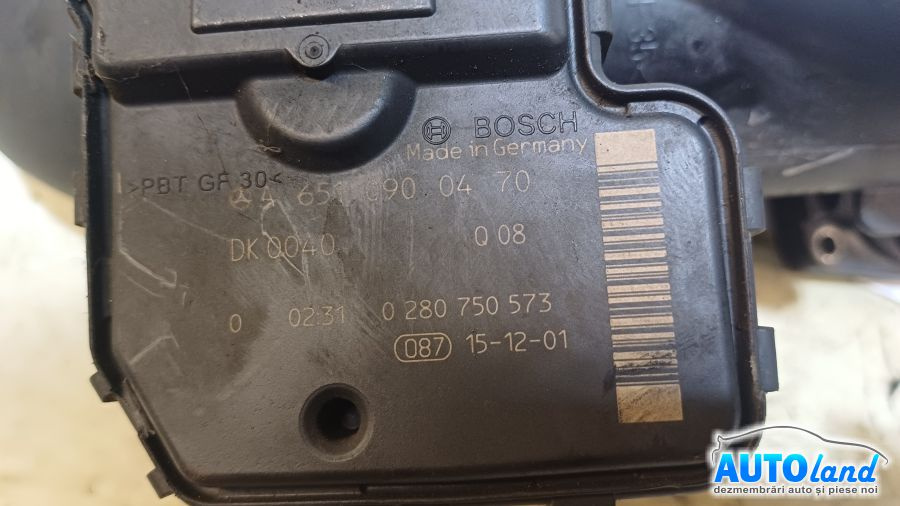 BOSCH
Made in Germany
>PBT GF 30<
A 651 090 04 70
DK 0040 Q 08
0 02:31 0 280 750 573
087 15-12-01
AUTOland
dezmembrări auto și piese noi